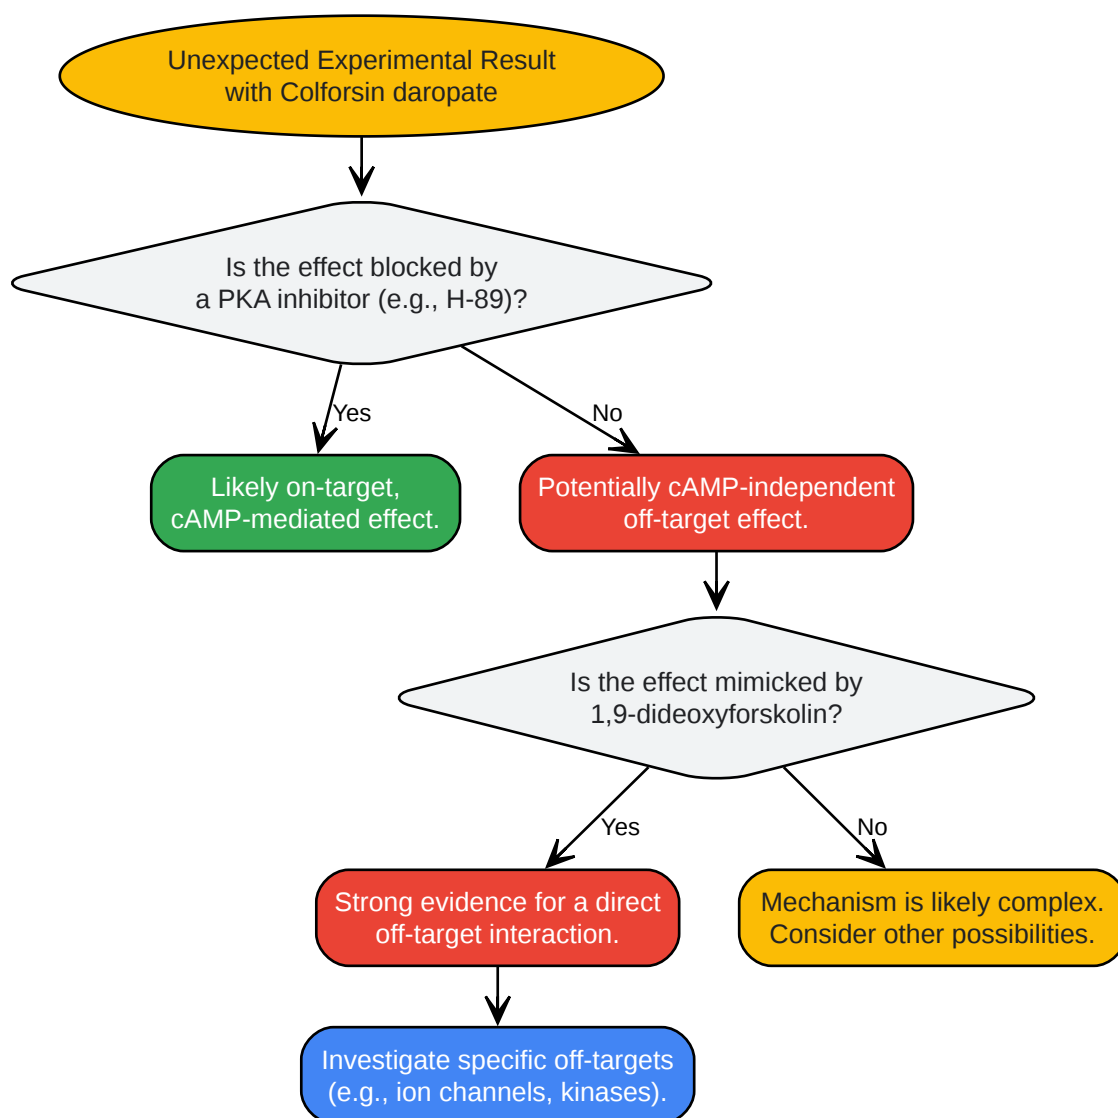 Unexpected Experimental Result
with Colforsin daropate
Is the effect blocked by
a PKA inhibitor (e.g., H-89)?
Yes
No
Likely on-target,
cAMP-mediated effect.
Potentially cAMP-independent
off-target effect.
Is the effect mimicked by
1,9-dideoxyforskolin?
Yes
No
Strong evidence for a direct
off-target interaction.
Mechanism is likely complex.
Consider other possibilities.
Investigate specific off-targets
(e.g., ion channels, kinases).